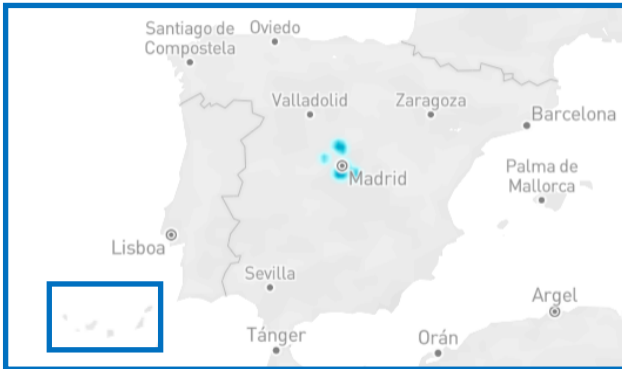 Santiago de
Compostela
Oviedo
Valladolid
Zaragoza
Barcelona
Madrid
Palma de
Mallorca
Lisboa
Sevilla
Argel
Tánger
Orán